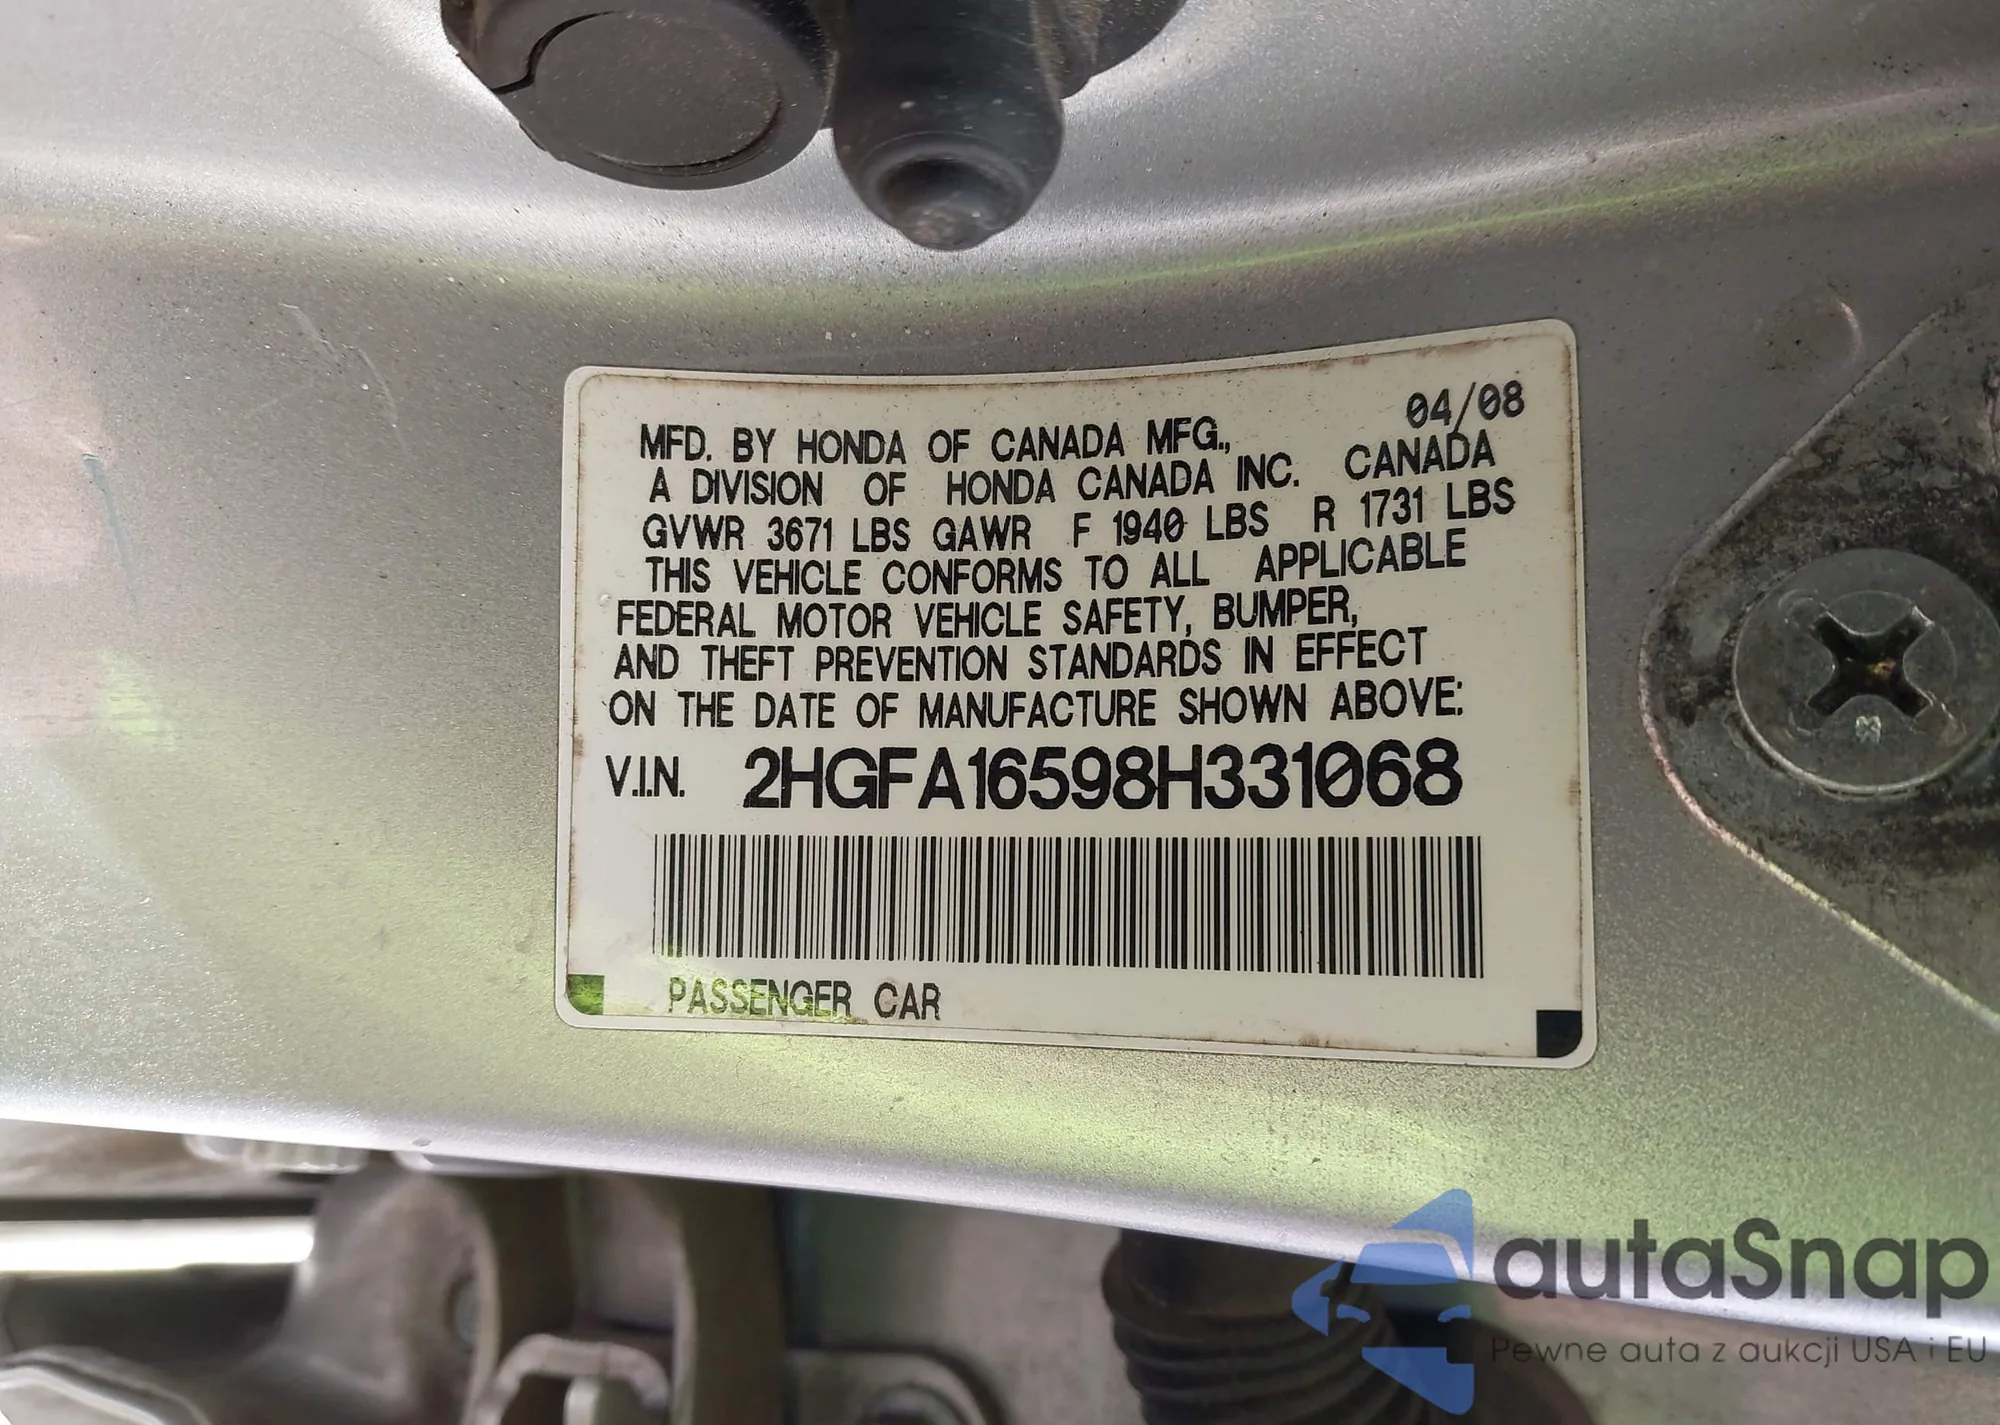 04/08
MFD. BY HONDA OF CANADA MFG.,
A DIVISION OF HONDA CANADA INC. CANADA
GVWR 3671 LBS GAWR F 1940 LBS R 1731 LBS
THIS VEHICLE CONFORMS TO ALL APPLICABLE
FEDERAL MOTOR VEHICLE SAFETY, BUMPER,
AND THEFT PREVENTION STANDARDS IN EFFECT
ON THE DATE OF MANUFACTURE SHOWN ABOVE:
V.I.N. 2HGFA16598H331068
PASSENGER CAR
autaSnap
Pewne auta z aukcji USA i EU